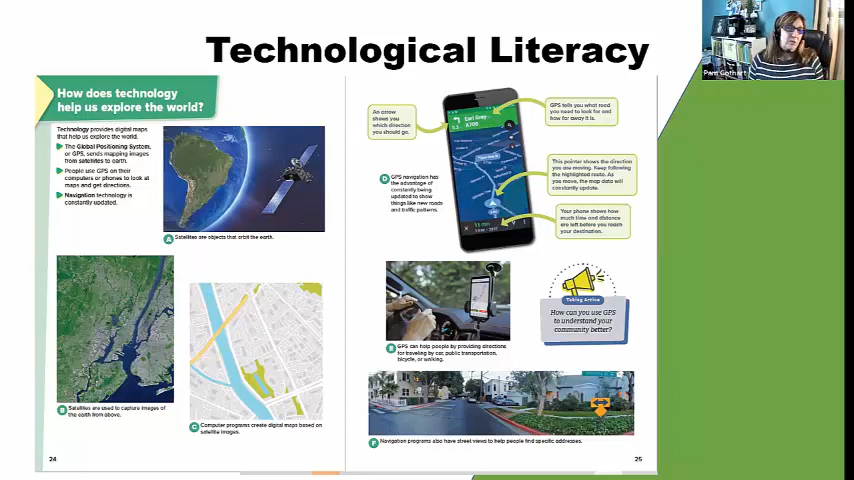 Technological Literacy
Pam Gothart
How does technology
help us explore the world?
Technology provides digital maps
that help us explore the world.
The Global Positioning System,
or GPS, sends mapping images
from satellites to earth.
People use GPS on their
computers or phones to look at
maps and get directions.
Navigation technology is
constantly updated.
A Satellites are objects that orbit the earth.
B Satellites are used to capture images of
the earth from above.
C Computer programs create digital maps based on
satellite images.
24
An arrow
shows you
which direction
you should go.
Earl Grey -
A700
GPS tells you what road
you need to look for and
how far away it is.
D GPS navigation has
the advantage of
constantly being
updated to show
things like new roads
and traffic patterns.
This pointer shows the direction
you are moving. Keep following
the highlighted route. As
you move, the map data will
constantly update.
Your phone shows how
much time and distance
are left before you reach
your destination.
GPS can help people by providing directions
for traveling by car, public transportation,
bicycle, or walking.
Taking Action
How can you use GPS
to understand your
community better?
F Navigation programs also have street views to help people find specific addresses.
25